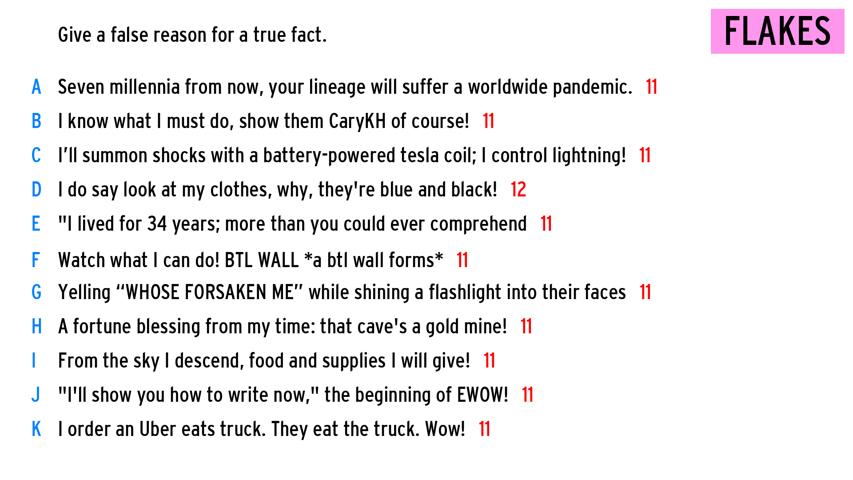 Give a false reason for a true fact.
FLAKES
A Seven millennia from now, your lineage will suffer a worldwide pandemic. 11
B I know what I must do, show them CaryKH of course! 11
C I’ll summon shocks with a battery-powered tesla coil; I control lightning! 11
D I do say look at my clothes, why, they're blue and black! 12
E "I lived for 34 years; more than you could ever comprehend 11
F Watch what I can do! BTL WALL *a btl wall forms* 11
G Yelling “WHOSE FORSAKEN ME” while shining a flashlight into their faces 11
H A fortune blessing from my time: that cave's a gold mine! 11
I From the sky I descend, food and supplies I will give! 11
J "I'll show you how to write now," the beginning of EWOW! 11
K I order an Uber eats truck. They eat the truck. Wow! 11